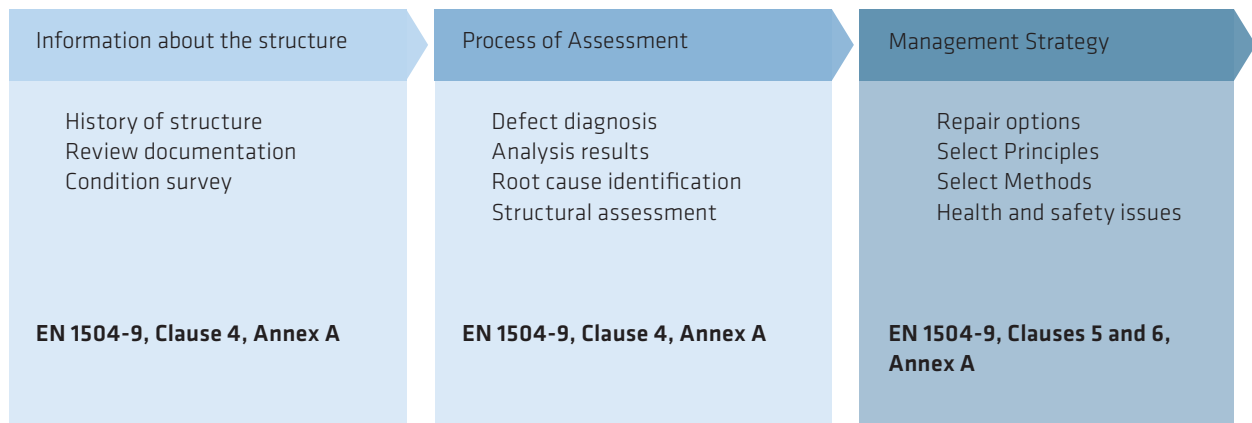 Information about the structure
History of structure
Review documentation
Condition survey
EN 1504-9, Clause 4, Annex A
Process of Assessment
Defect diagnosis
Analysis results
Root cause identification
Structural assessment
EN 1504-9, Clause 4, Annex A
Management Strategy
Repair options
Select Principles
Select Methods
Health and safety issues
EN 1504-9, Clauses 5 and 6,
Annex A